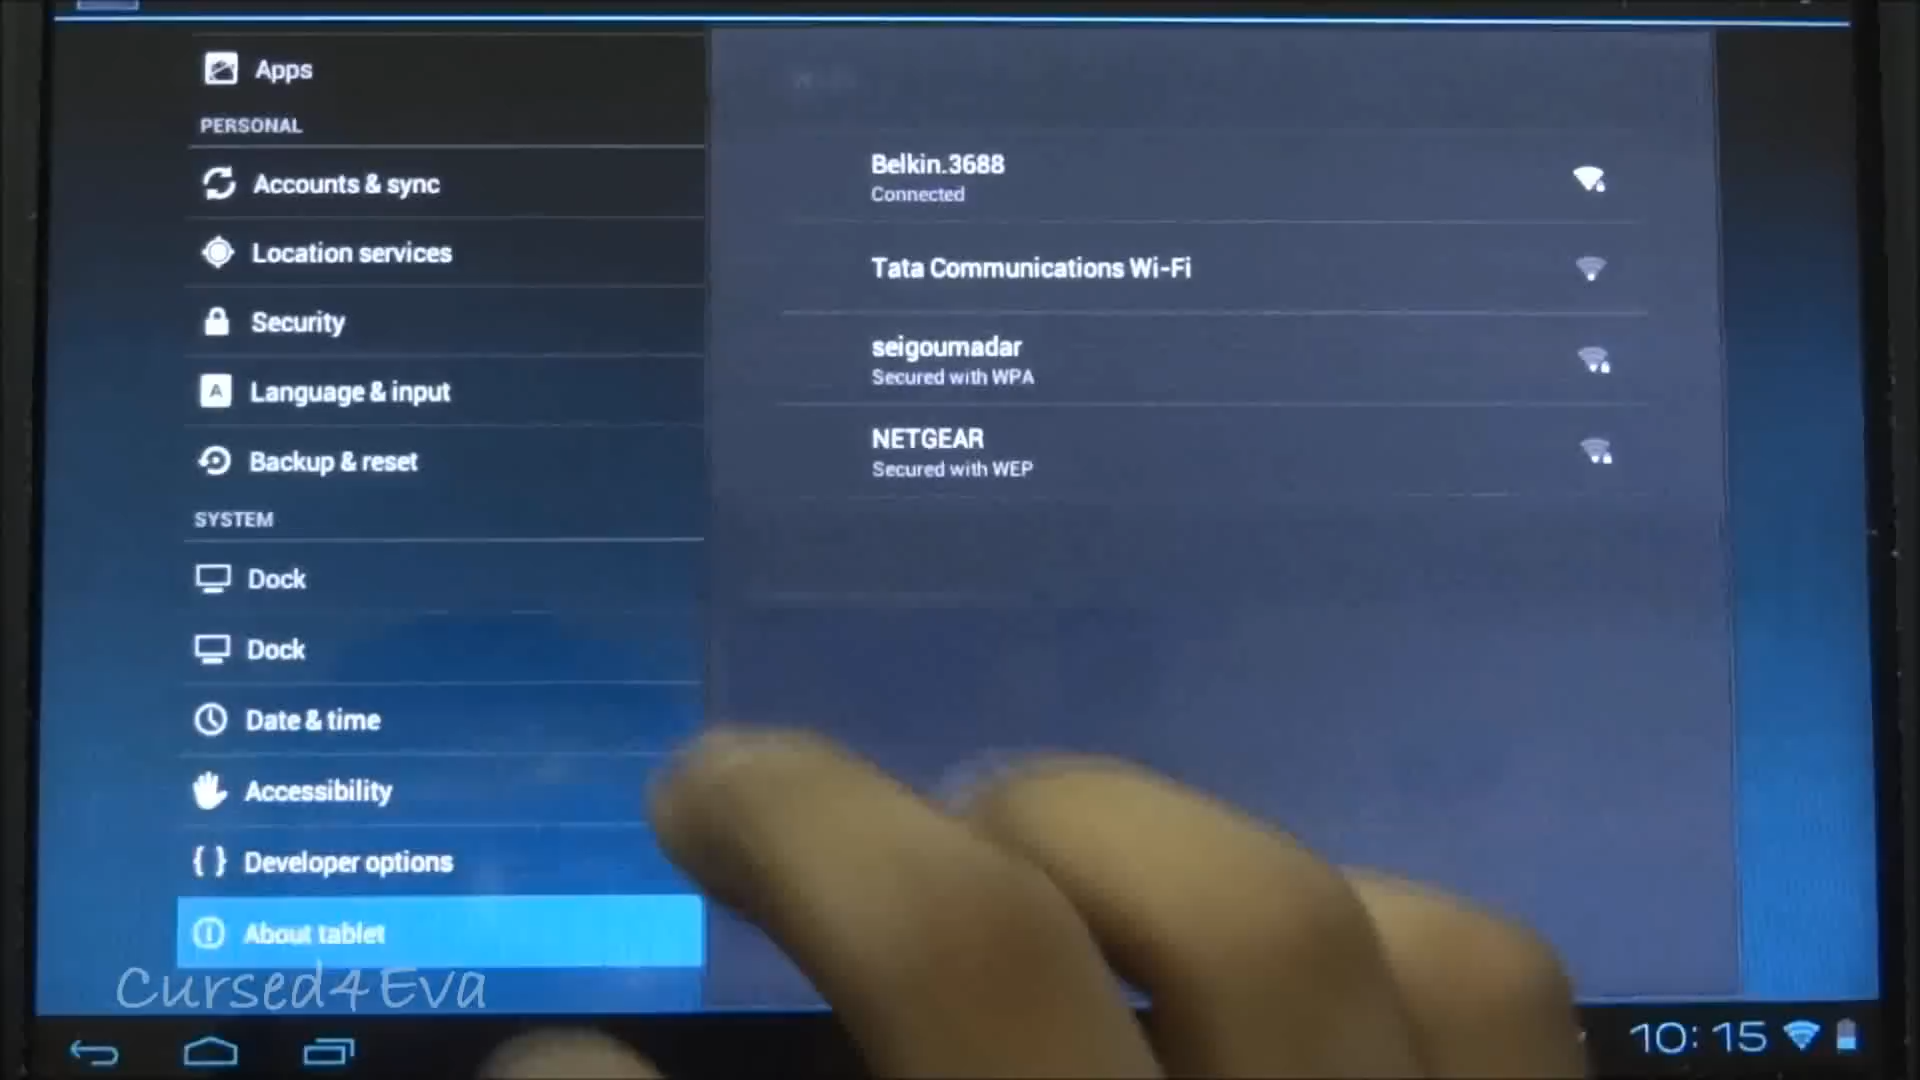 Apps
PERSONAL
Accounts & sync
Location services
Security
Language & input
Backup & reset
SYSTEM
Dock
Dock
Date & time
Accessibility
Developer options
About tablet
Belkin.3688
Connected
Tata Communications Wi-Fi
seigoumadar
Secured with WPA
NETGEAR
Secured with WEP
Cursed4Eva
10:15